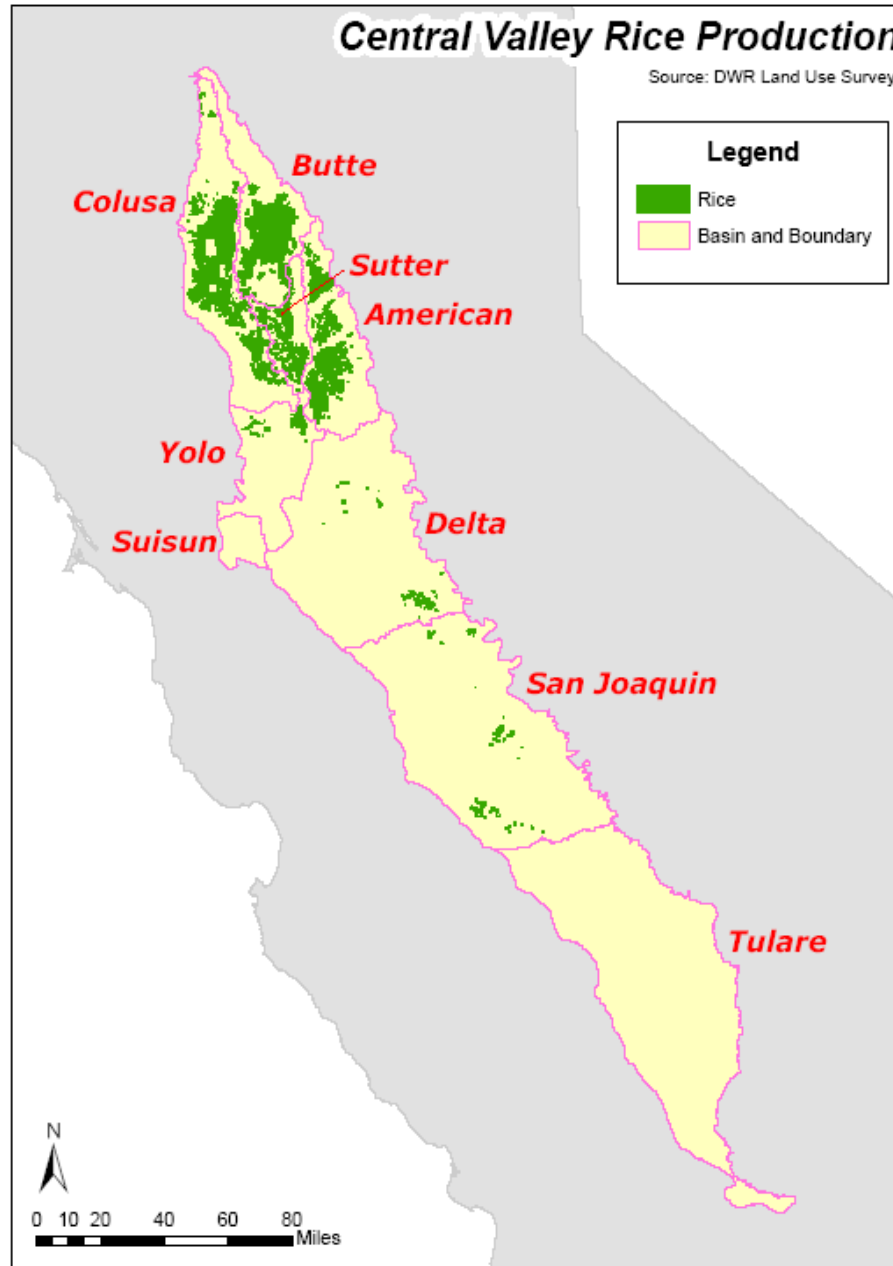 Central Valley Rice Production
Source: DWR Land Use Survey
Legend
Rice
Basin and Boundary
Butte
Colusa
Sutter
American
Yolo
Delta
Suisun
San Joaquin
Tulare
N
0 10 20 40 60 80
Miles